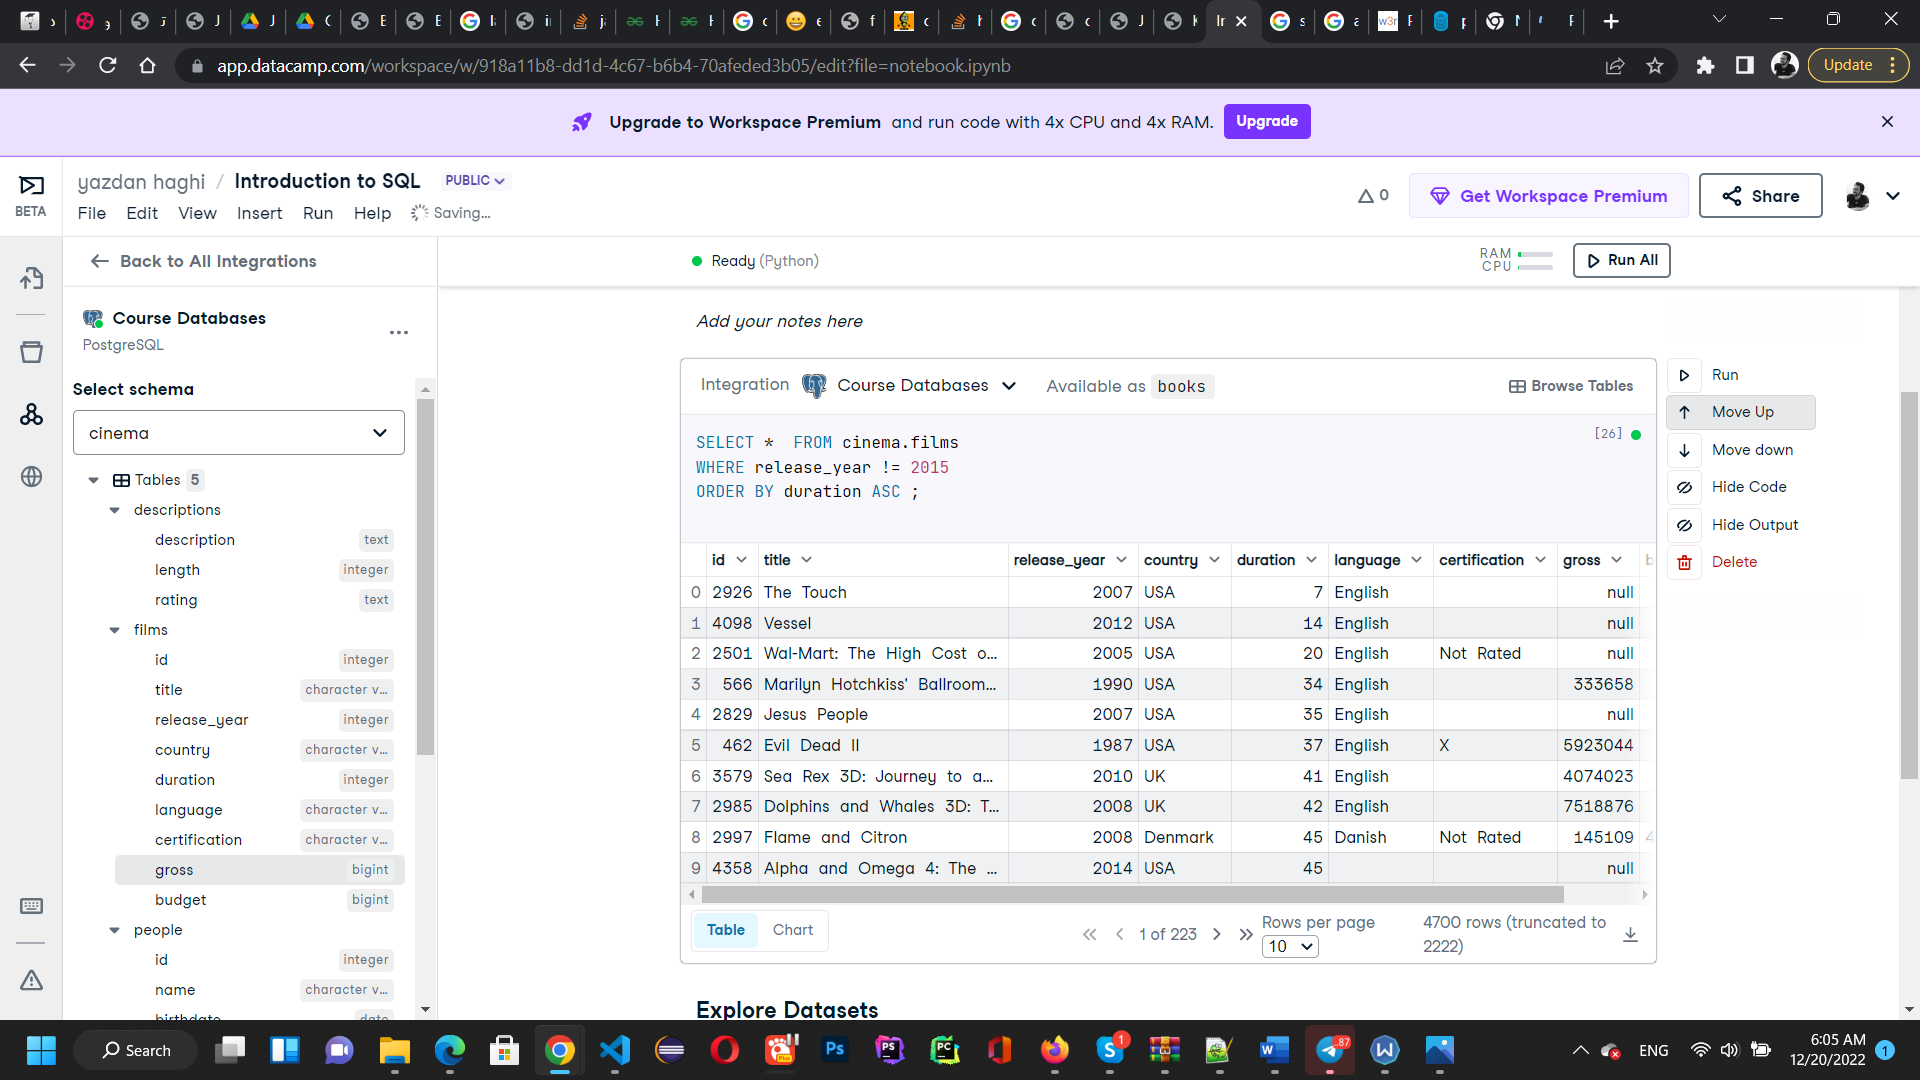 app.datacamp.com/workspace/w/918a11b8-dd1d-4c67-b6b4-70afeded3b05/edit?file=notebook.ipynb
Update
Upgrade to Workspace Premium and run code with 4x CPU and 4x RAM. Upgrade
BETA
yazdan haghi / Introduction to SQL PUBLIC
File Edit View Insert Run Help Saving...
0
Get Workspace Premium
Share
Back to All Integrations
Ready (Python)
RAM
CPU
Run All
Course Databases
PostgreSQL
Select schema
cinema
Tables 5
descriptions
description text
length integer
rating text
films
id integer
title character v...
release_year integer
country character v...
duration integer
language character v...
certification character v...
gross bigint
budget bigint
people
id integer
name character v...
birthdate date
Add your notes here
Integration Course Databases Available as books Browse Tables
SELECT * FROM cinema.films
WHERE release_year != 2015
ORDER BY duration ASC ;
[26]
Run
Move Up
Move down
Hide Code
Hide Output
Delete
id title release_year country duration language certification gross
0 2926 The Touch 2007 USA 7 English null
1 4098 Vessel 2012 USA 14 English null
2 2501 Wal-Mart: The High Cost o... 2005 USA 20 English Not Rated null
3 566 Marilyn Hotchkiss' Ballroom... 1990 USA 34 English 333658
4 2829 Jesus People 2007 USA 35 English null
5 462 Evil Dead II 1987 USA 37 English X 5923044
6 3579 Sea Rex 3D: Journey to a... 2010 UK 41 English 4074023
7 2985 Dolphins and Whales 3D: T... 2008 UK 42 English 7518876
8 2997 Flame and Citron 2008 Denmark 45 Danish Not Rated 145109
9 4358 Alpha and Omega 4: The ... 2014 USA 45 null
Table Chart
1 of 223
Rows per page
10
4700 rows (truncated to
2222)
Explore Datasets
Search
ENG
6:05 AM
12/20/2022
1